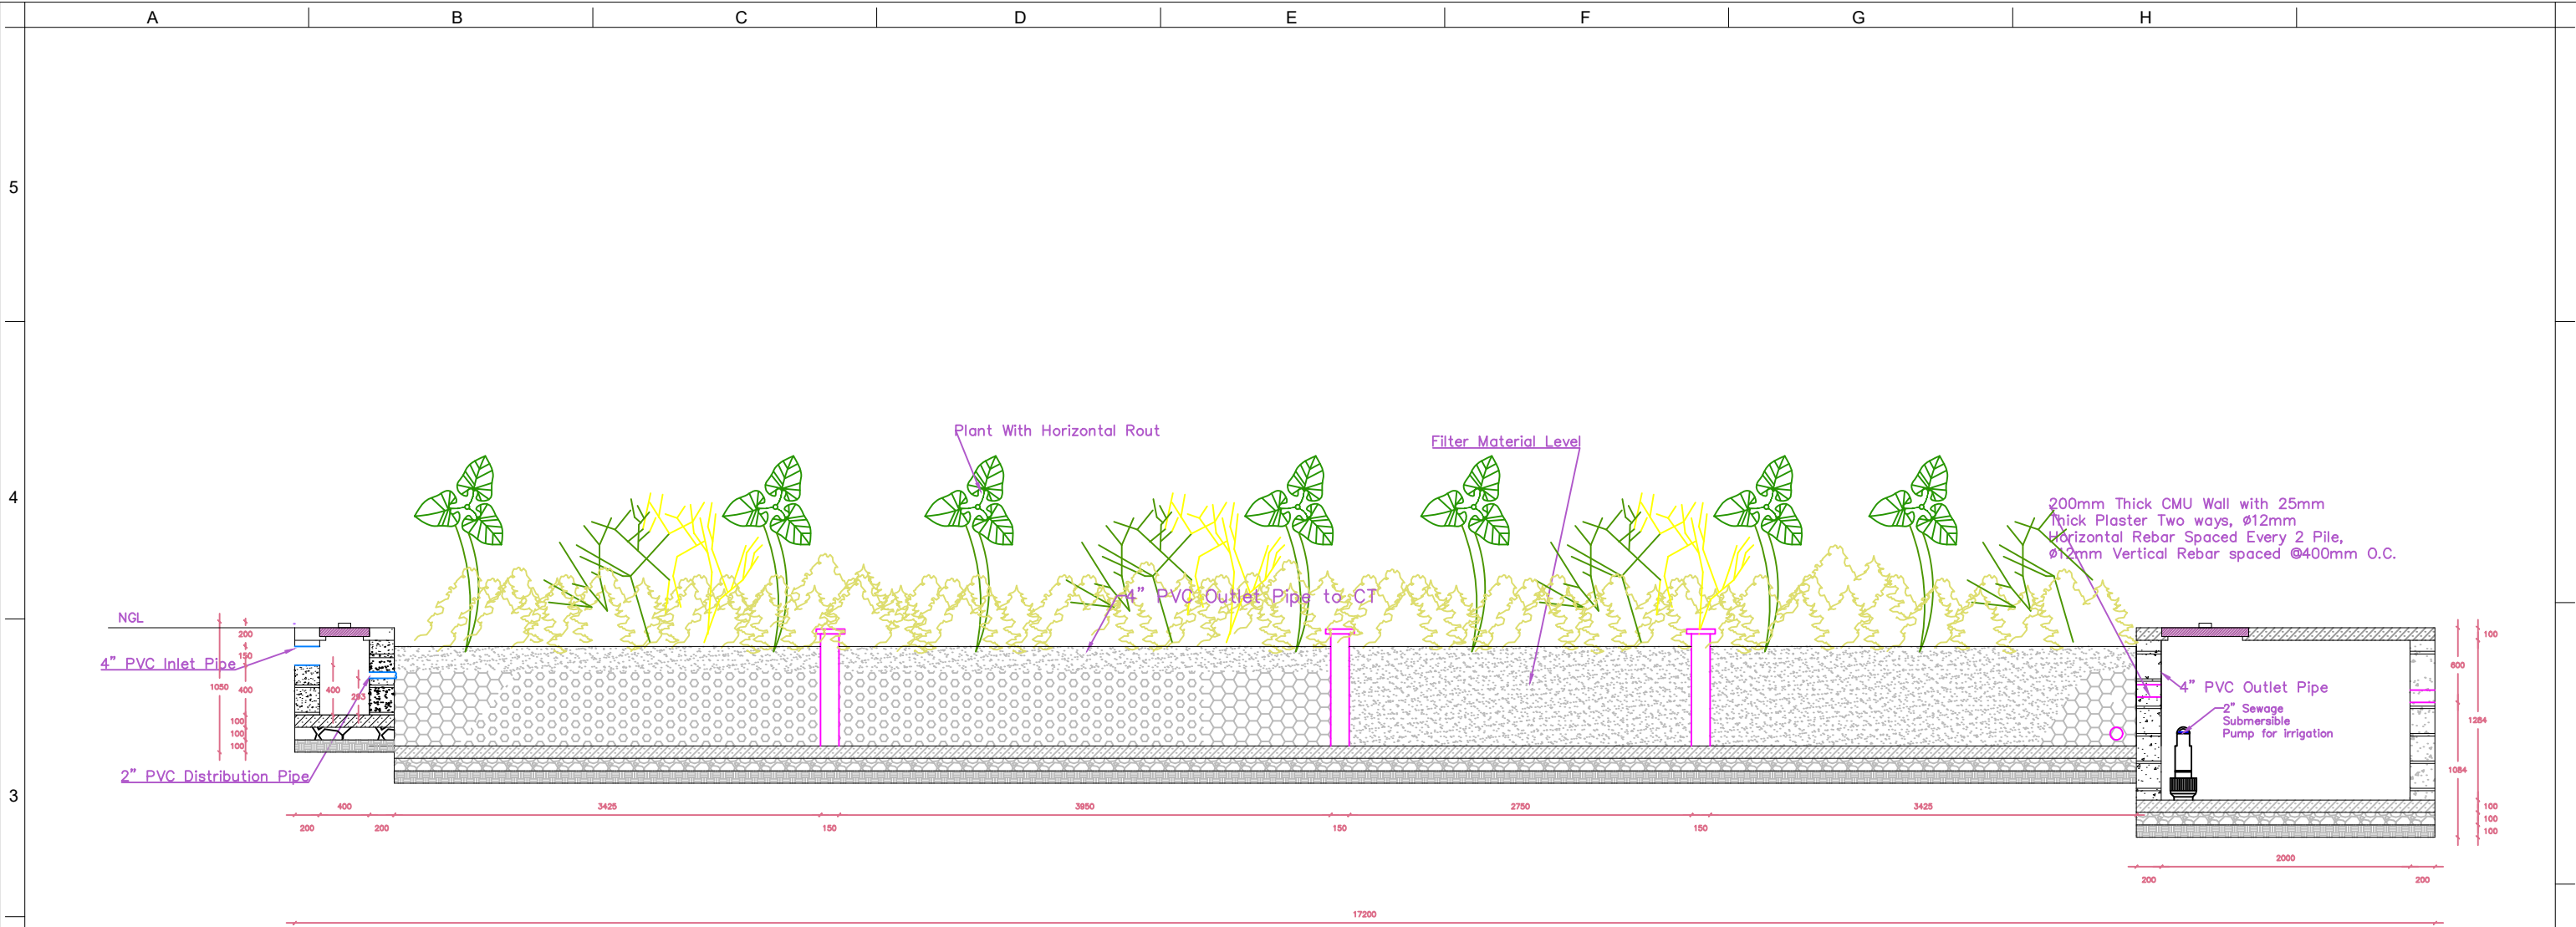 A B C D E F G H
5
Plant With Horizontal Rout
Filter Material Level
4
200mm Thick CMU Wall with 25mm
Thick Plaster Two ways, ø12mm
Horizontal Rebar Spaced Every 2 Pile,
ø12mm Vertical Rebar spaced @400mm O.C.
4" PVC Outlet Pipe to CT
NGL
200
100
150
4" PVC Inlet Pipe
600
1050 400 400
293
4" PVC Outlet Pipe
2" Sewage
Submersible
Pump for irrigation
1284
100
100
100
1084
2" PVC Distribution Pipe
3
400 3425 3950 2750 3425
100
100
100
200 200 150 150 150
2000
200 200
17200